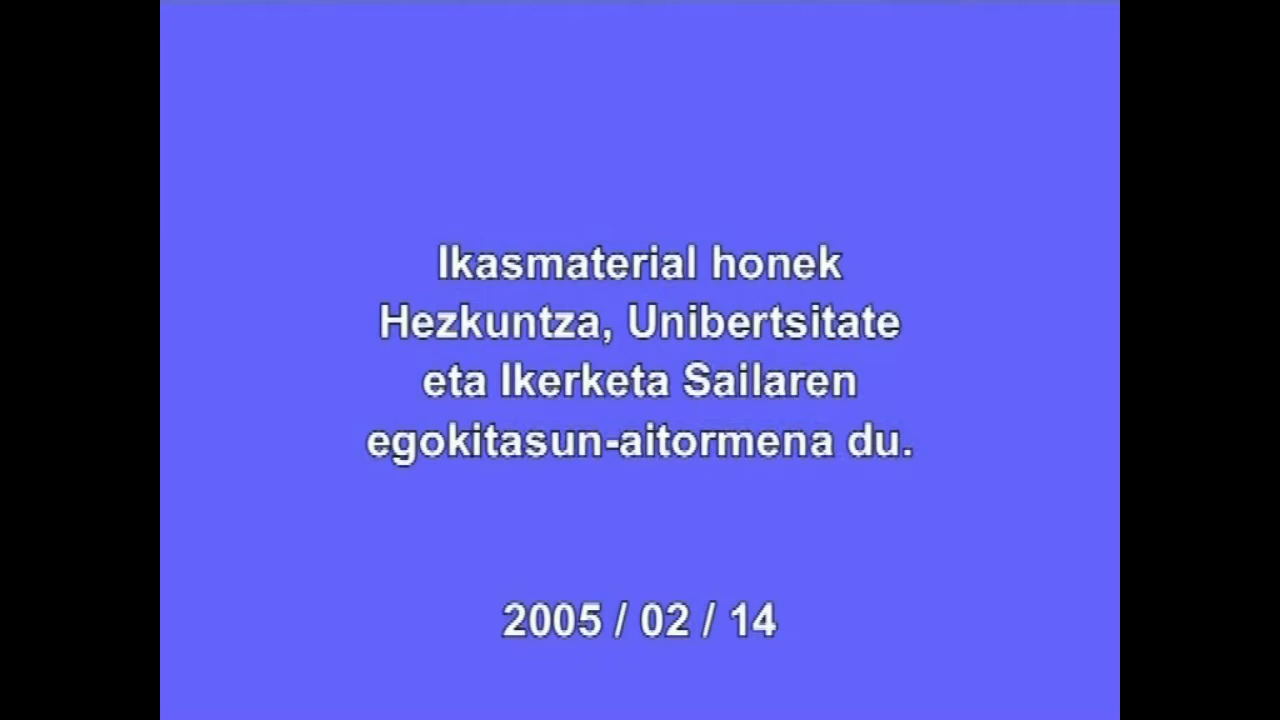 Ikasmaterial honek
Hezkuntza, Unibertsitate
eta Ikerketa Sailaren
egokitasun-aitormena du.
2005 / 02 / 14